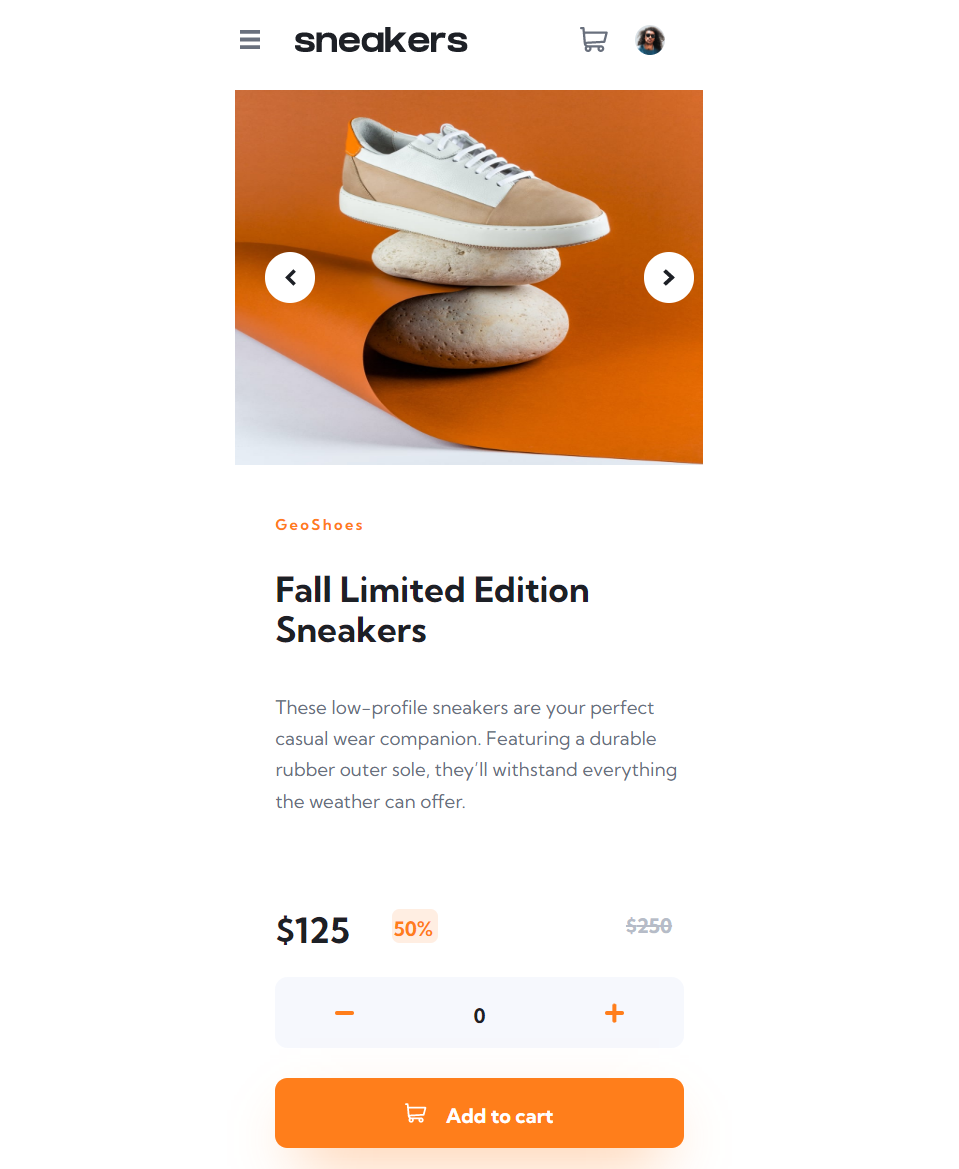 sneakers
GeoShoes
Fall Limited Edition
Sneakers
These low-profile sneakers are your perfect
casual wear companion. Featuring a durable
rubber outer sole, they’ll withstand everything
the weather can offer.
$125 50% $250
0
Add to cart